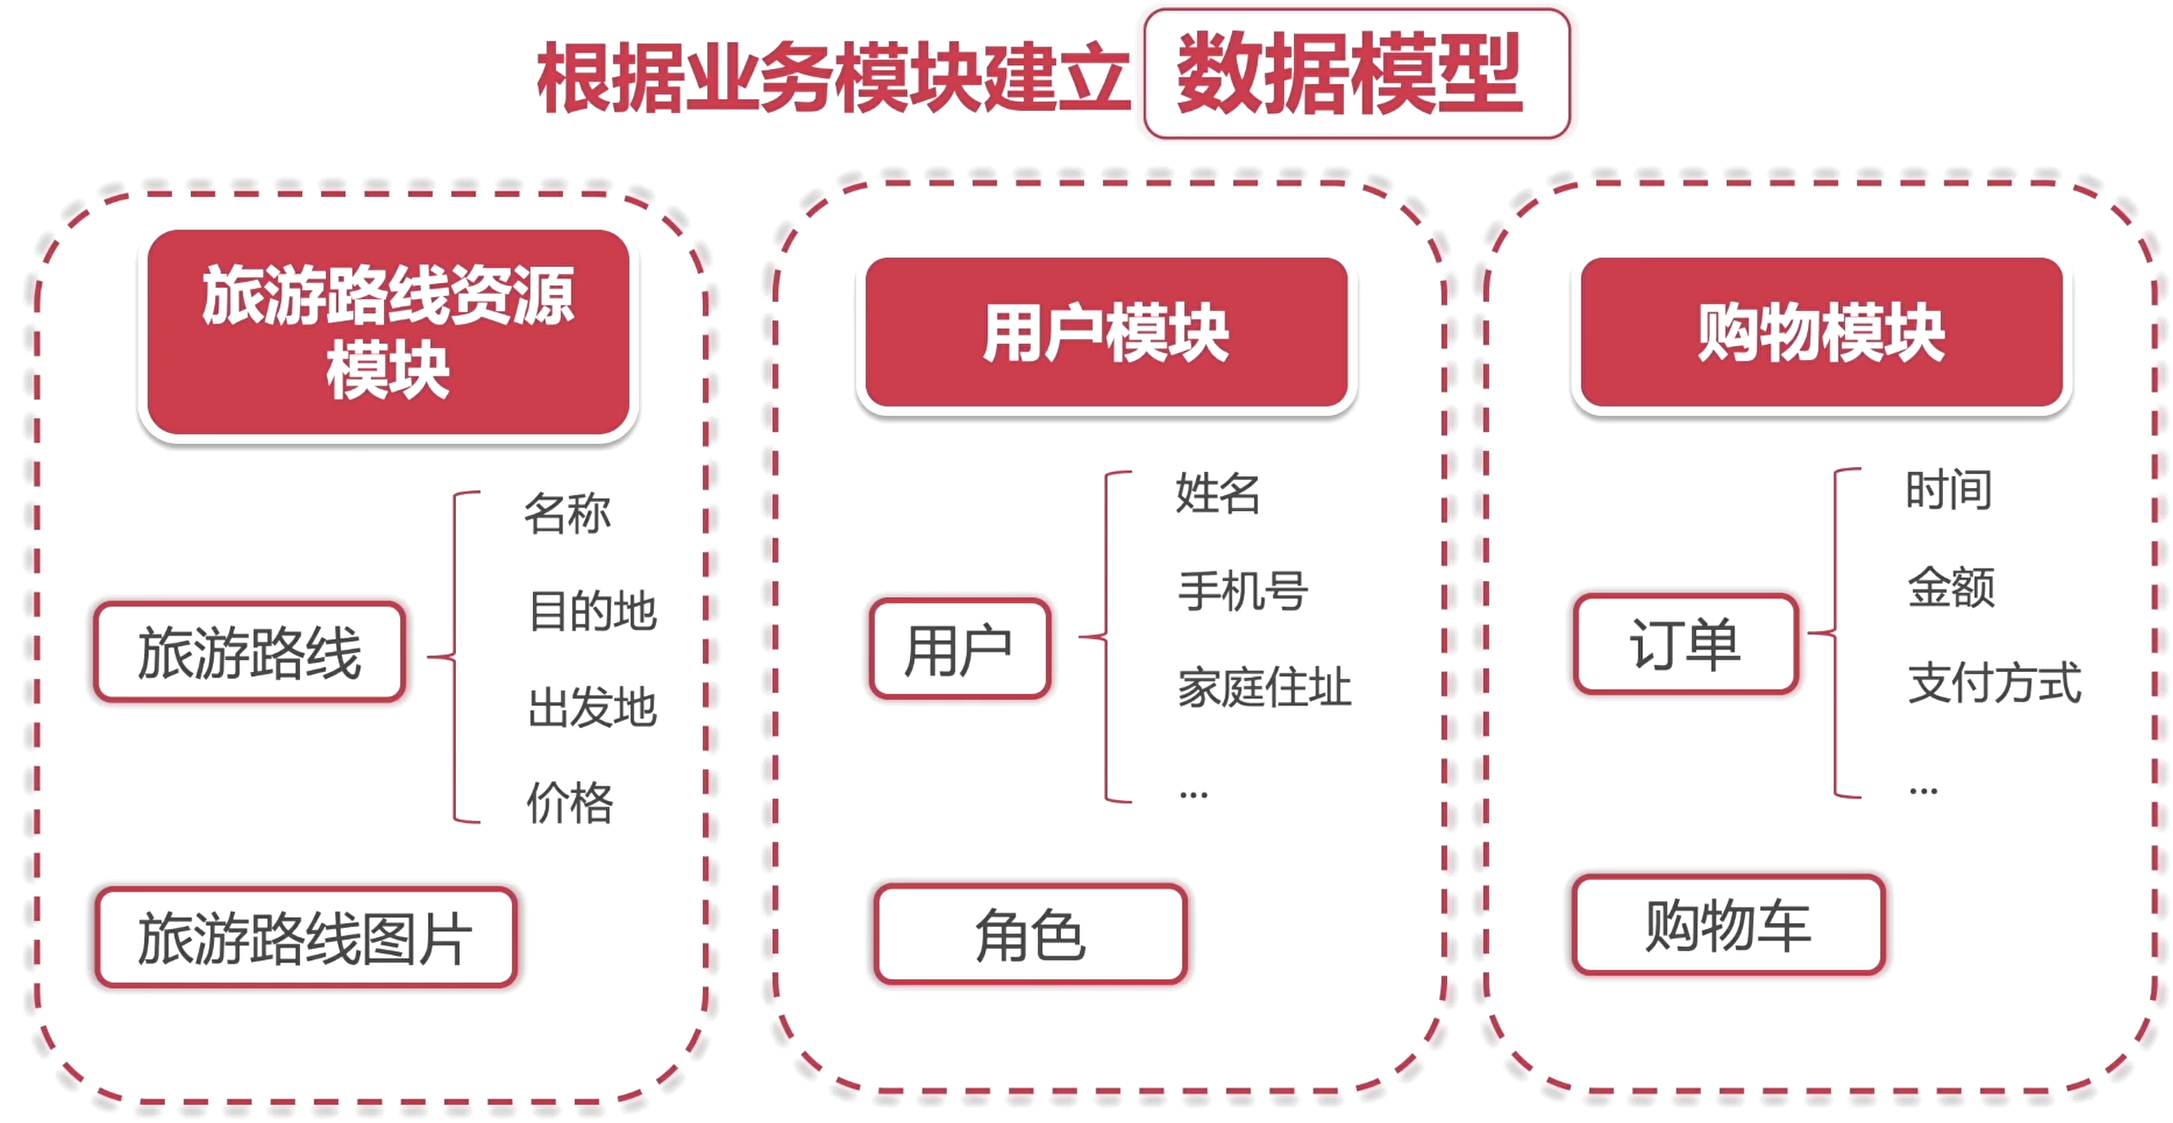 根据业务模块建立 数据模型
旅游路线资源
模块
旅游路线
名称
目的地
出发地
价格
旅游路线图片
用户模块
用户
姓名
手机号
家庭住址
...
角色
购物模块
订单
时间
金额
支付方式
...
购物车